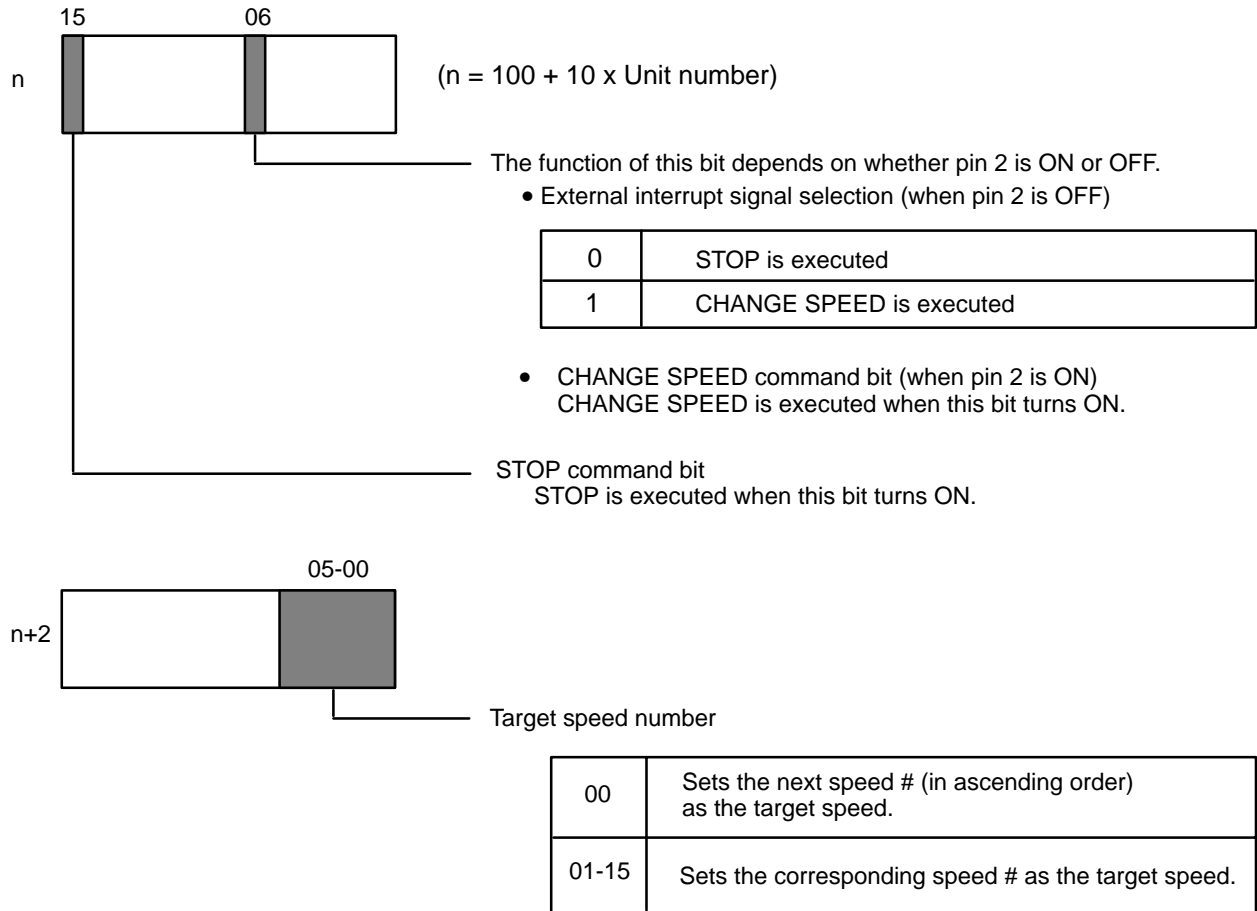 15 06
n
(n = 100 + 10 x Unit number)
The function of this bit depends on whether pin 2 is ON or OFF.
• External interrupt signal selection (when pin 2 is OFF)
0 STOP is executed
1 CHANGE SPEED is executed
• CHANGE SPEED command bit (when pin 2 is ON)
CHANGE SPEED is executed when this bit turns ON.
STOP command bit
STOP is executed when this bit turns ON.
05-00
n+2
Target speed number
00 Sets the next speed # (in ascending order)
as the target speed.
01-15 Sets the corresponding speed # as the target speed.